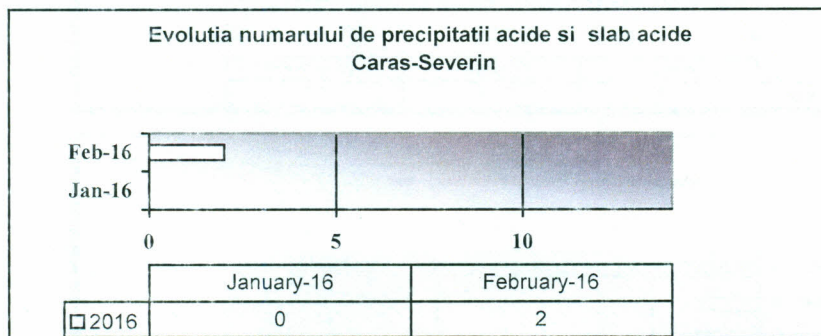 Evolutia numarului de precipitatii acide si slab acide
Caras-Severin
Feb-16
Jan-16
0 5 10
January-16 February-16
2016 0 2